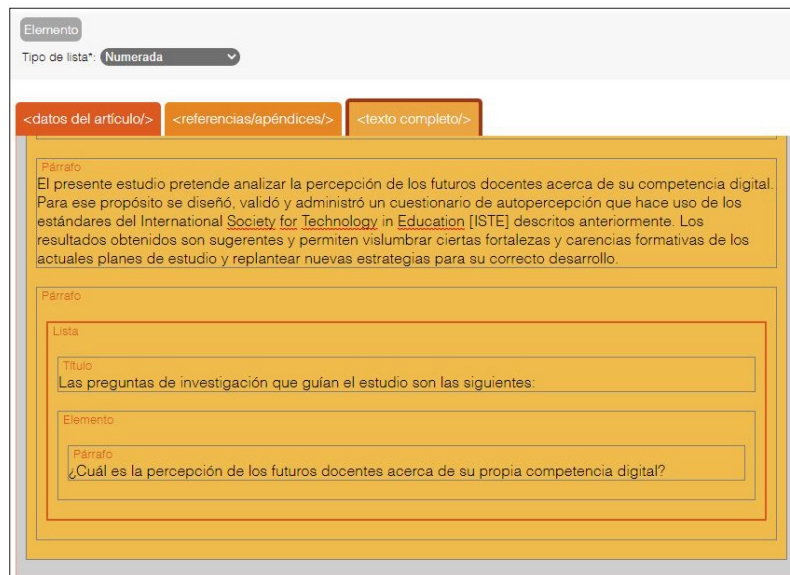 Elemento
Tipo de lista*: Numerada
<datos del artículo/> <referencias/apéndices/> <texto completo/>
Párrafo
El presente estudio pretende analizar la percepción de los futuros docentes acerca de su competencia digital.
Para ese propósito se diseñó, validó y administró un cuestionario de autopercepción que hace uso de los
estándares del International Society for Technology in Education [ISTE] descritos anteriormente. Los
resultados obtenidos son sugerentes y permiten vislumbrar ciertas fortalezas y carencias formativas de los
actuales planes de estudio y replantear nuevas estrategias para su correcto desarrollo.
Párrafo
Lista
Título
Las preguntas de investigación que guían el estudio son las siguientes:
Elemento
Párrafo
¿Cuál es la percepción de los futuros docentes acerca de su propia competencia digital?